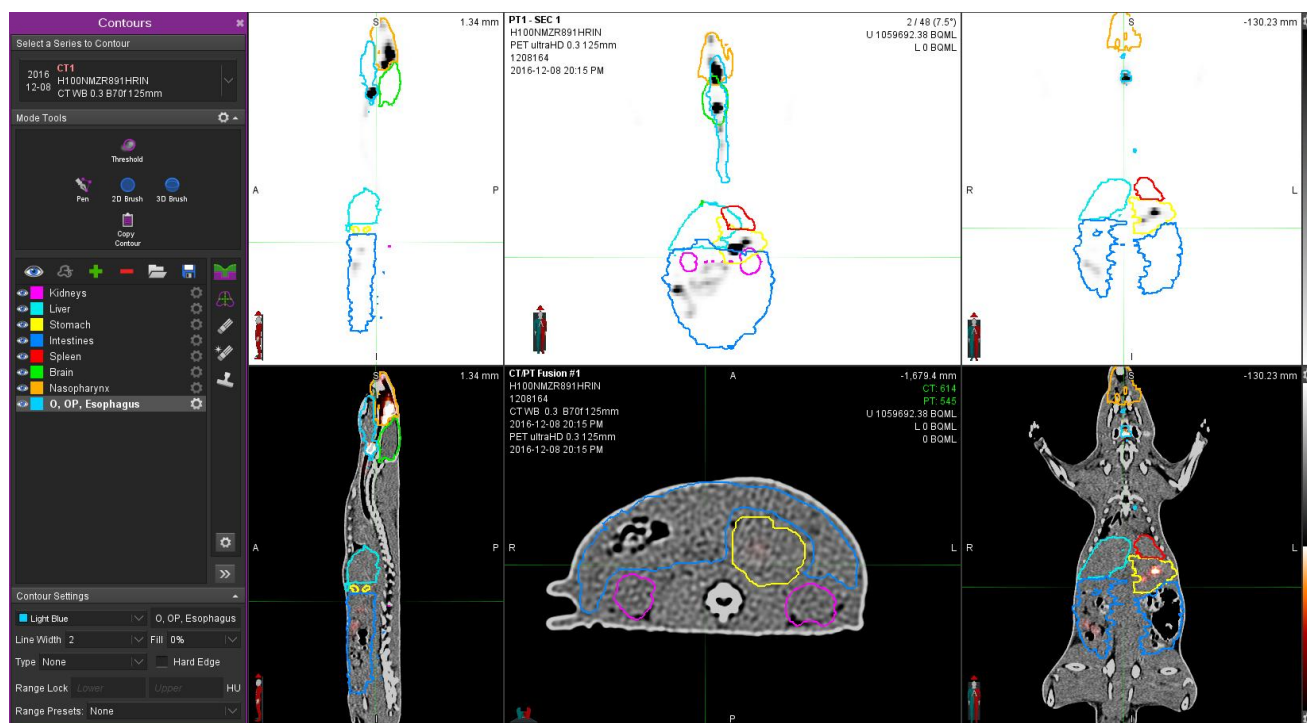 Contours
Select a Series to Contour
2016
12-08
CT1
H100NMZR891HRIN
CT WB 0.3 B70f 125mm
Mode Tools
Threshold
Pen
2D Brush
3D Brush
Copy
Contour
Kidneys
Liver
Stomach
Intestines
Spleen
Brain
Nasopharynx
O, OP, Esophagus
Contour Settings
Light Blue
O, OP, Esophagus
Line Width 2
Fill 0%
Type None
Hard Edge
Range Lock Lower Upper HU
Range Presets: None
S
1.34 mm
A
P
I
PT1 - SEC 1
H100NMZR891HRIN
PET ultraHD 0.3 125mm
1208164
2016-12-08 20:15 PM
2 / 48 (7.5°)
U 1059692.38 BQML
L 0 BQML
S
-130.23 mm
R
L
I
S
1.34 mm
A
P
I
CT/PT Fusion #1
H100NMZR891HRIN
1208164
CT WB 0.3 B70f 125mm
2016-12-08 20:15 PM
PET ultraHD 0.3 125mm
2016-12-08 20:15 PM
A
-1,679.4 mm
CT: 614
PT: 545
U 1059692.38 BQML
L 0 BQML
0 BQML
R
L
P
S
-130.23 mm
R
L
I